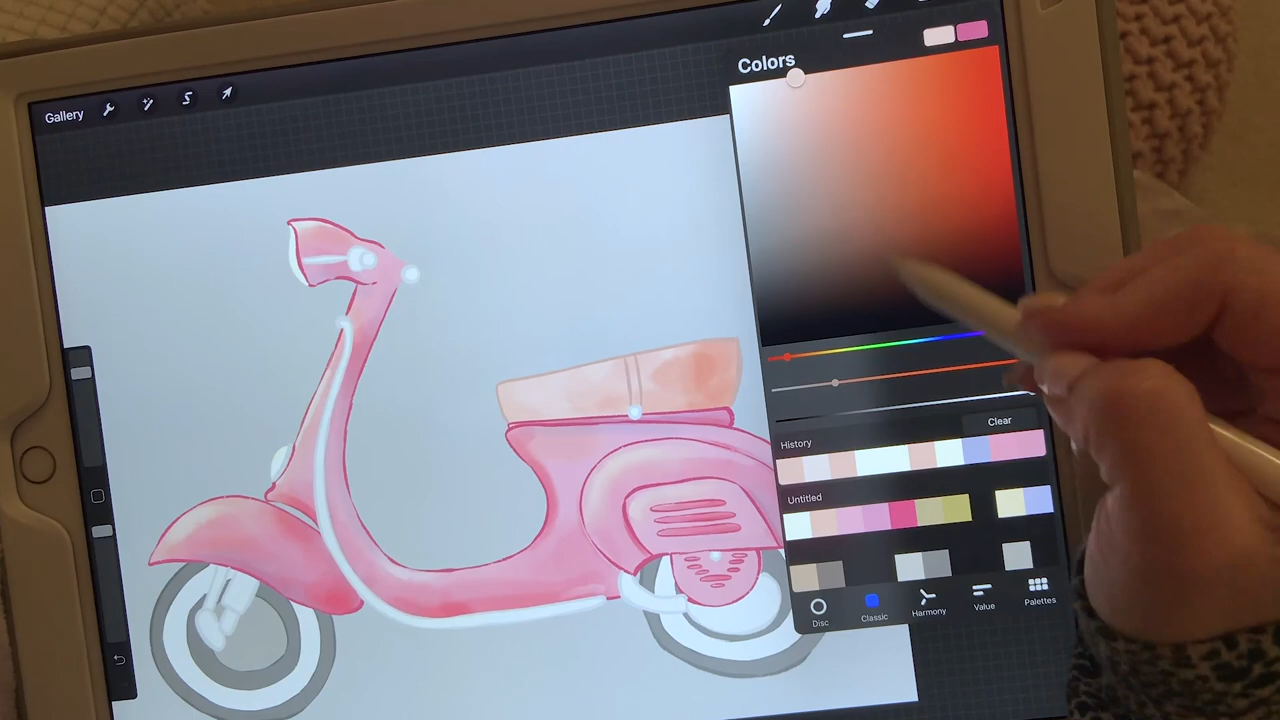 Gallery
Colors
Clear
History
Untitled
Disc
Classic
Harmony
Value
Palettes